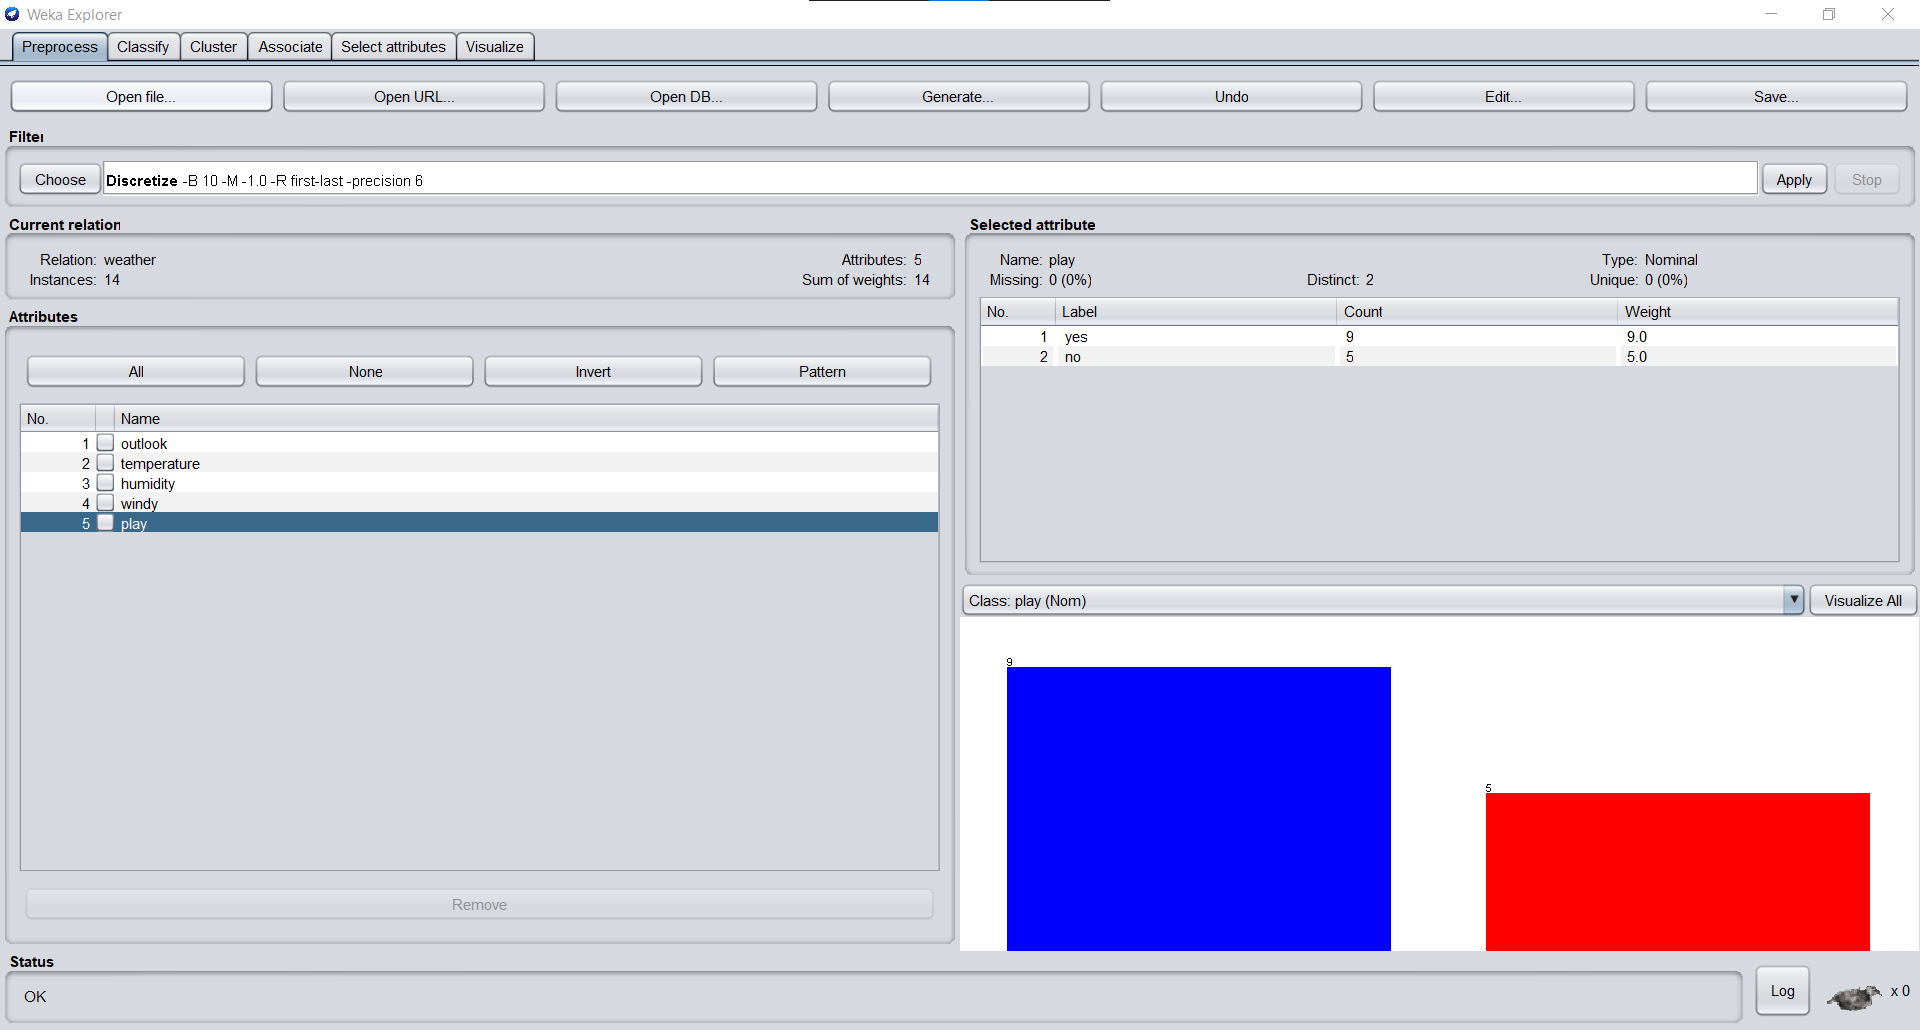 Weka Explorer
Preprocess Classify Cluster Associate Select attributes Visualize
Open file... Open URL... Open DB... Generate... Undo Edit... Save...
Filter
Choose Discretize -B 10 -M -1.0 -R first-last -precision 6 Apply Stop
Current relation
Relation: weather Attributes: 5
Instances: 14 Sum of weights: 14
Attributes
All None Invert Pattern
No. Name
1 outlook
2 temperature
3 humidity
4 windy
5 play
Remove
Selected attribute
Name: play Type: Nominal
Missing: 0 (0%) Distinct: 2 Unique: 0 (0%)
No. Label Count Weight
1 yes 9 9.0
2 no 5 5.0
Class: play (Nom) Visualize All
9
5
Status
OK
Log x 0